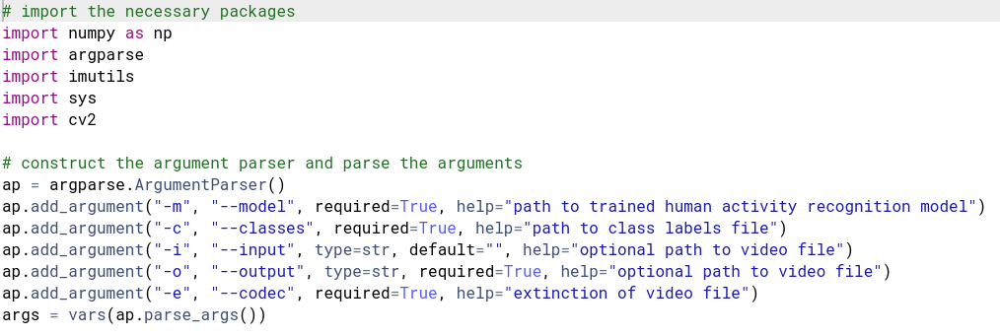 # import the necessary packages
import numpy as np
import argparse
import imutils
import sys
import cv2
# construct the argument parser and parse the arguments
ap = argparse.ArgumentParser()
ap.add_argument("-m", "--model", required=True, help="path to trained human activity recognition model")
ap.add_argument("-c", "--classes", required=True, help="path to class labels file")
ap.add_argument("-i", "--input", type=str, default="", help="optional path to video file")
ap.add_argument("-o", "--output", type=str, required=True, help="optional path to video file")
ap.add_argument("-e", "--codec", required=True, help="extinction of video file")
args = vars(ap.parse_args())